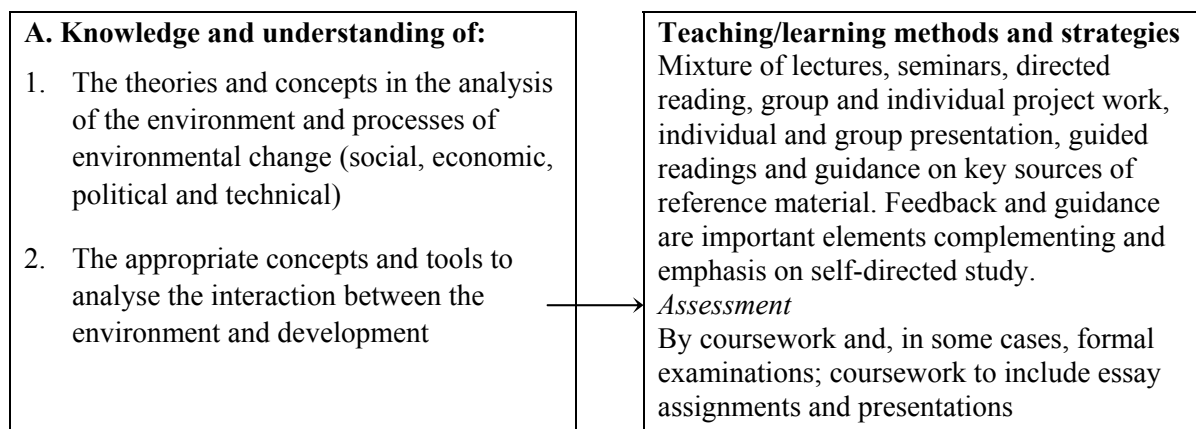 A. Knowledge and understanding of:
1. The theories and concepts in the analysis
of the environment and processes of
environmental change (social, economic,
political and technical)
2. The appropriate concepts and tools to
analyse the interaction between the
environment and development
Teaching/learning methods and strategies
Mixture of lectures, seminars, directed
reading, group and individual project work,
individual and group presentation, guided
readings and guidance on key sources of
reference material. Feedback and guidance
are important elements complementing and
emphasis on self-directed study.
Assessment
By coursework and, in some cases, formal
examinations; coursework to include essay
assignments and presentations